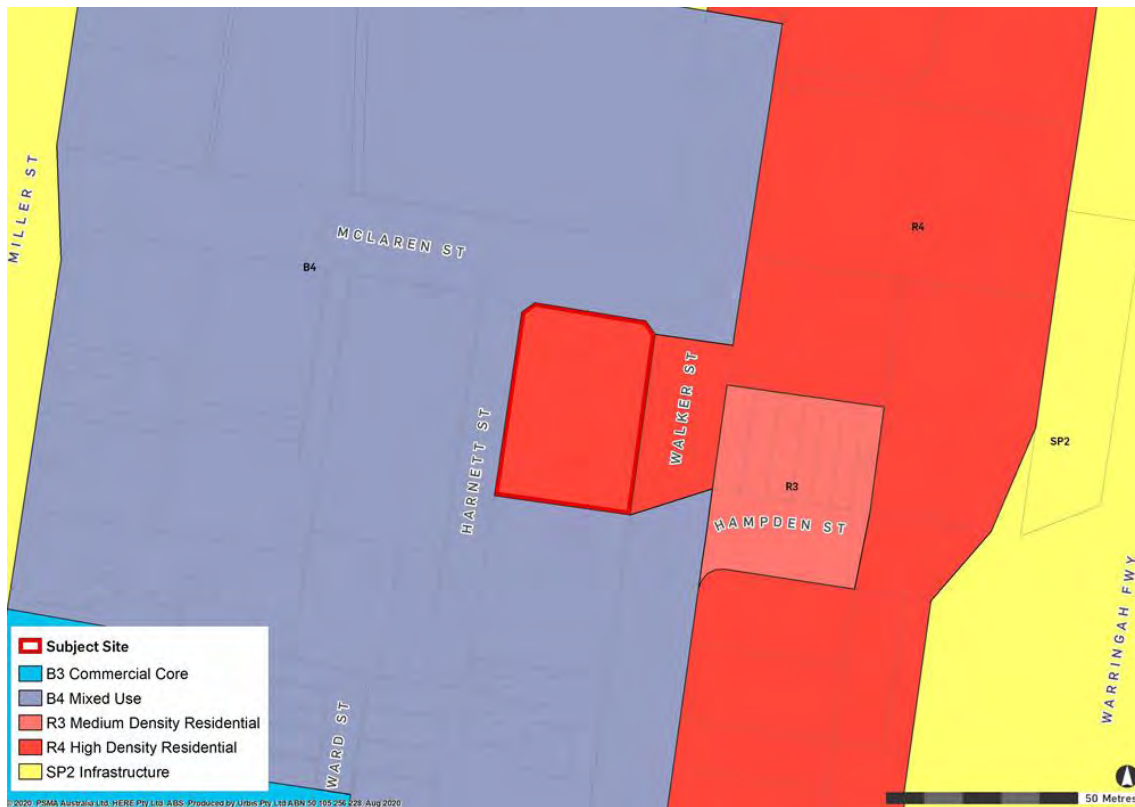 MILLER ST
MCLAREN ST
B4
R4
WALKER ST
HARNETT ST
SP2
R3
HAMPDEN ST
WARRINGAH FWY
WARD ST
Subject Site
B3 Commercial Core
B4 Mixed Use
R3 Medium Density Residential
R4 High Density Residential
SP2 Infrastructure
50 Metres
© 2020. PSMA Australia Ltd, HERE Pty Ltd, ABS. Produced by Urbis Pty Ltd ABN 50 105 256 228, Aug 2020